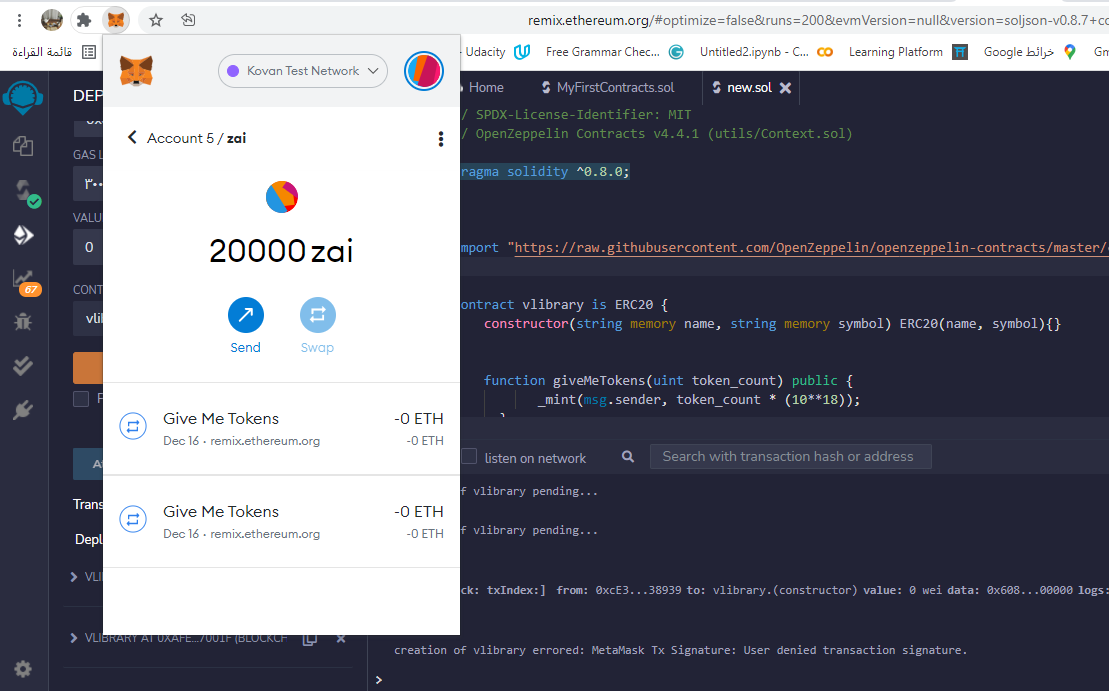 remix.ethereum.org/#optimize=false&runs=200&evmVersion=null&version=soljson-v0.8.7+co
قائمة القراءة
Udacity
Free Grammar Chec...
Untitled2.ipynb - C...
Learning Platform
خرائط Google
Kovan Test Network
Account 5 / zai
20000 zai
Send
Swap
Give Me Tokens
-0 ETH
Dec 16 · remix.ethereum.org
-0 ETH
Give Me Tokens
-0 ETH
Dec 16 · remix.ethereum.org
-0 ETH
DEP
GAS L
٣٠٠
VALU
0
CONT
vlib
67
Trans
Depl
VLI
VLIBRARY AT 0XAFE...7001F (BLOCKCF
Home
MyFirstContracts.sol
new.sol
/ SPDX-License-Identifier: MIT
/ OpenZeppelin Contracts v4.4.1 (utils/Context.sol)
ragma solidity ^0.8.0;
mport "https://raw.githubusercontent.com/OpenZeppelin/openzeppelin-contracts/master/
ontract vlibrary is ERC20 {
constructor(string memory name, string memory symbol) ERC20(name, symbol){}
function giveMeTokens(uint token_count) public {
_mint(msg.sender, token_count * (10**18));
}
listen on network
Search with transaction hash or address
f vlibrary pending...
f vlibrary pending...
ck: txIndex:] from: 0xcE3...38939 to: vlibrary.(constructor) value: 0 wei data: 0x608...00000 logs:
creation of vlibrary errored: MetaMask Tx Signature: User denied transaction signature.
>